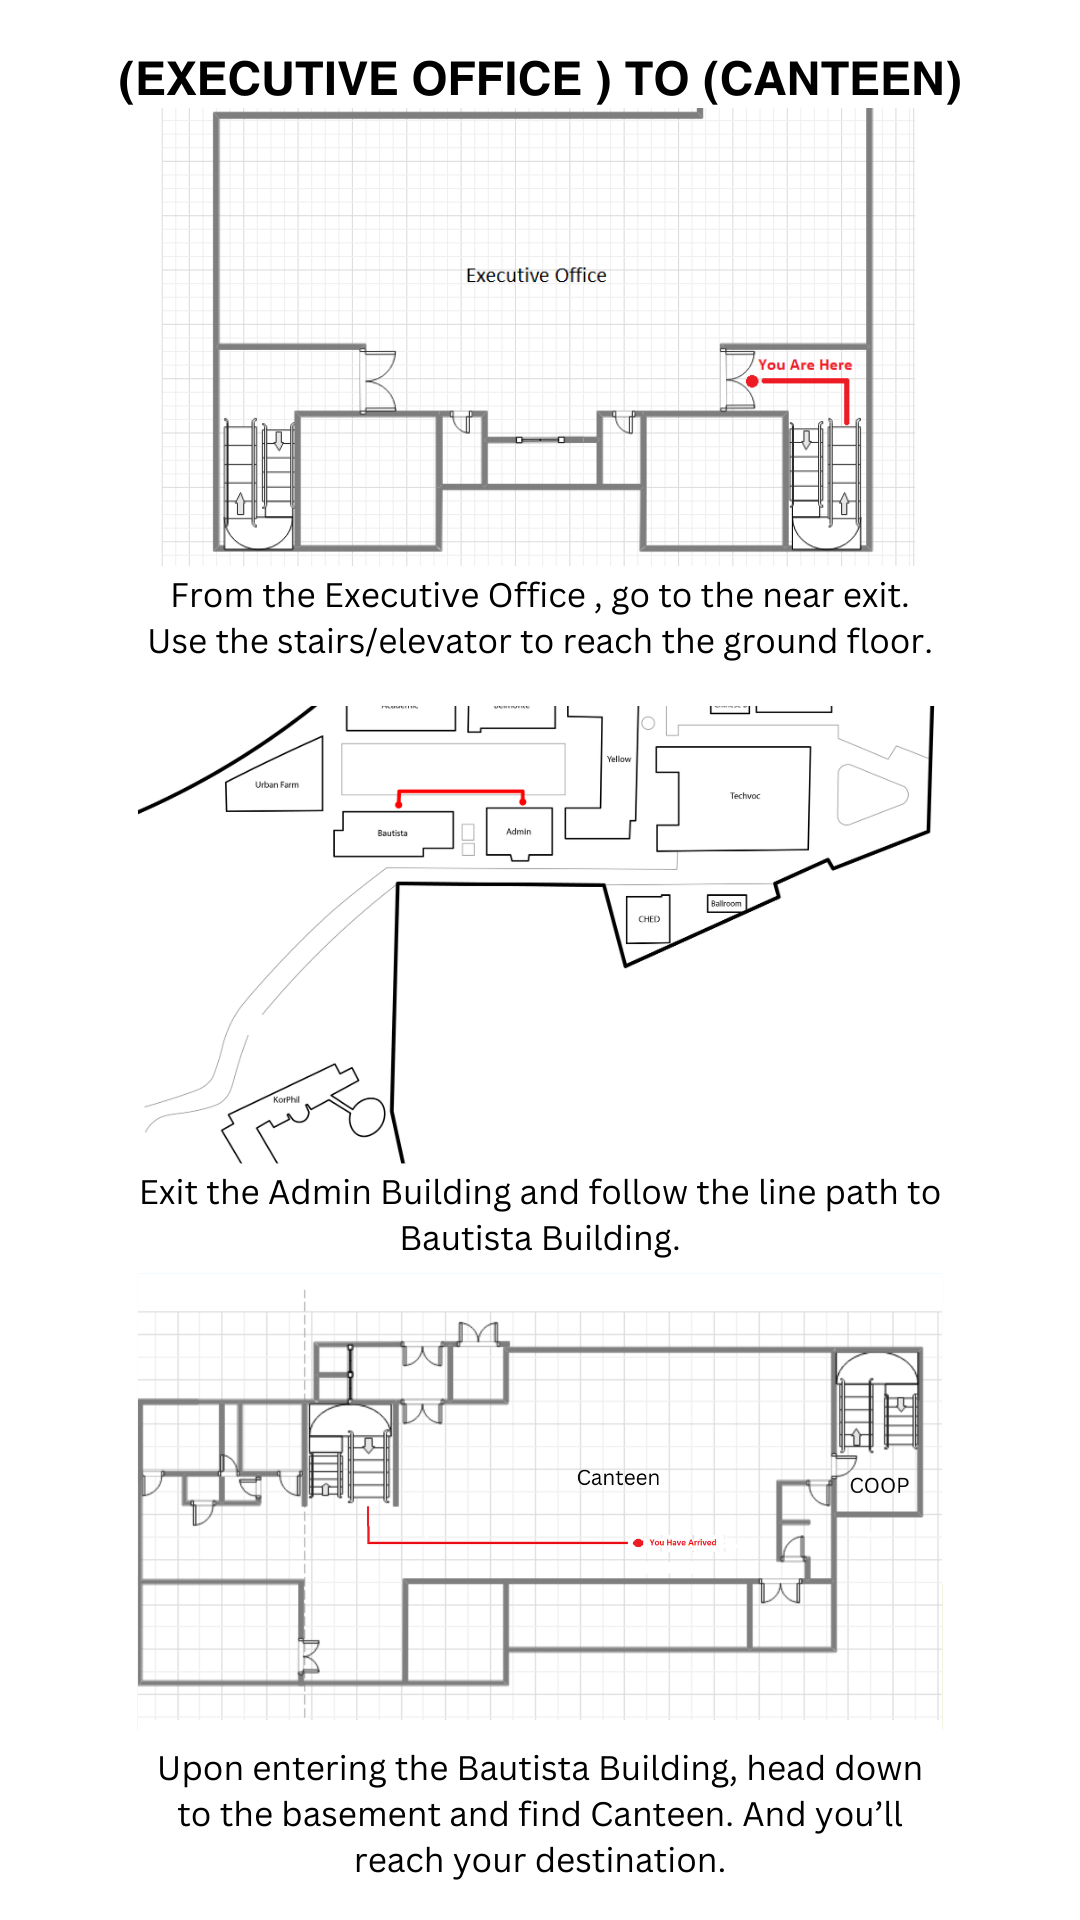 (EXECUTIVE OFFICE ) TO (CANTEEN)
Executive Office
You Are Here
From the Executive Office , go to the near exit.
Use the stairs/elevator to reach the ground floor.
Academic
Belmonte
Yellow
Urban Farm
Techvoc
Bautista
Admin
CHED
Ballroom
KorPhil
Exit the Admin Building and follow the line path to
Bautista Building.
Canteen
COOP
You Have Arrived
Upon entering the Bautista Building, head down
to the basement and find Canteen. And you’ll
reach your destination.